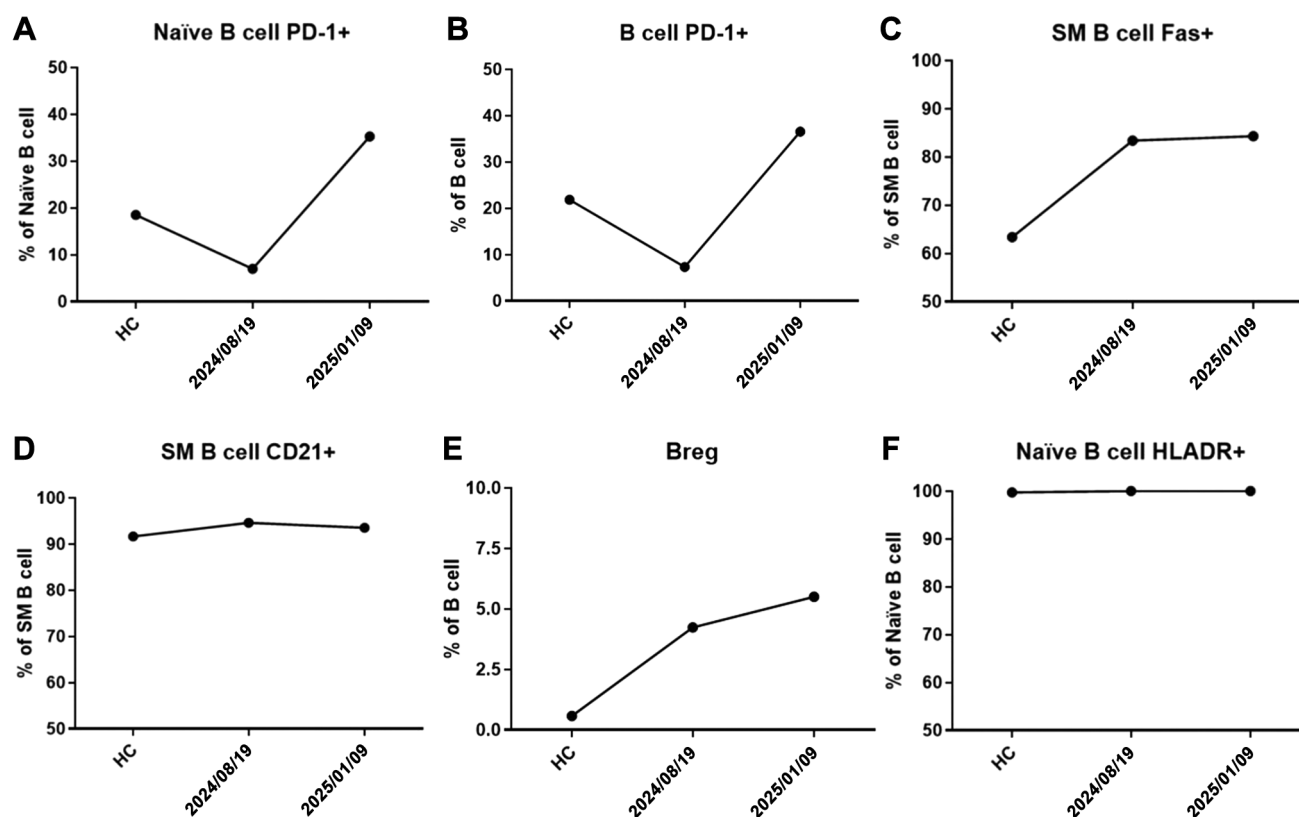 A
Naïve B cell PD-1+
% of Naïve B cell
50
40
30
20
10
0
HC
2024/08/19
2025/01/09
B
B cell PD-1+
% of B cell
50
40
30
20
10
0
HC
2024/08/19
2025/01/09
C
SM B cell Fas+
% of SM B cell
100
90
80
70
60
50
HC
2024/08/19
2025/01/09
D
SM B cell CD21+
% of SM B cell
100
90
80
70
60
50
HC
2024/08/19
2025/01/09
E
Breg
% of B cell
10.0
7.5
5.0
2.5
0.0
HC
2024/08/19
2025/01/09
F
Naïve B cell HLADR+
% of Naïve B cell
100
90
80
70
60
50
HC
2024/08/19
2025/01/09